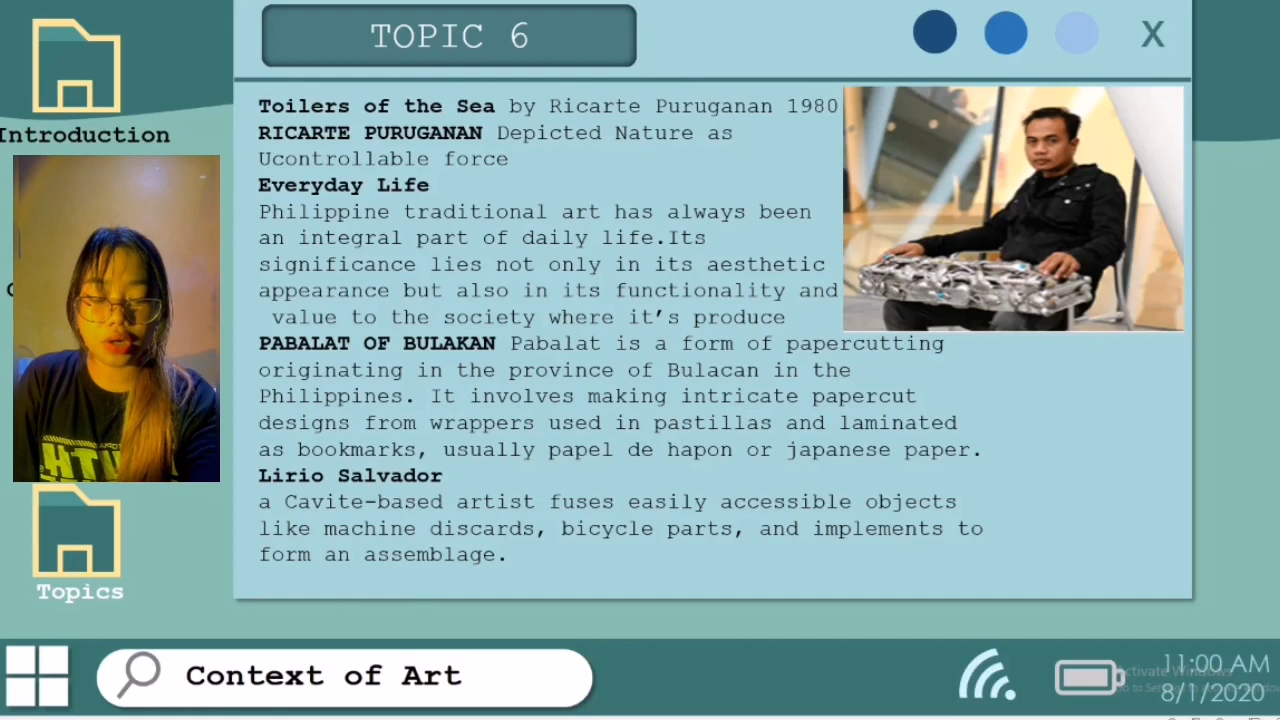 TOPIC 6
X
Introduction
Toilers of the Sea by Ricarte Puruganan 1980
RICARTE PURUGANAN Depicted Nature as
Ucontrollable force
Everyday Life
Philippine traditional art has always been
an integral part of daily life.Its
significance lies not only in its aesthetic
appearance but also in its functionality and
value to the society where it’s produce
PABALAT OF BULAKAN Pabalat is a form of papercutting
originating in the province of Bulacan in the
Philippines. It involves making intricate papercut
designs from wrappers used in pastillas and laminated
as bookmarks, usually papel de hapon or japanese paper.
Lirio Salvador
a Cavite-based artist fuses easily accessible objects
like machine discards, bicycle parts, and implements to
form an assemblage.
Topics
Context of Art
11:00 AM
8/1/2020
Activate Windows